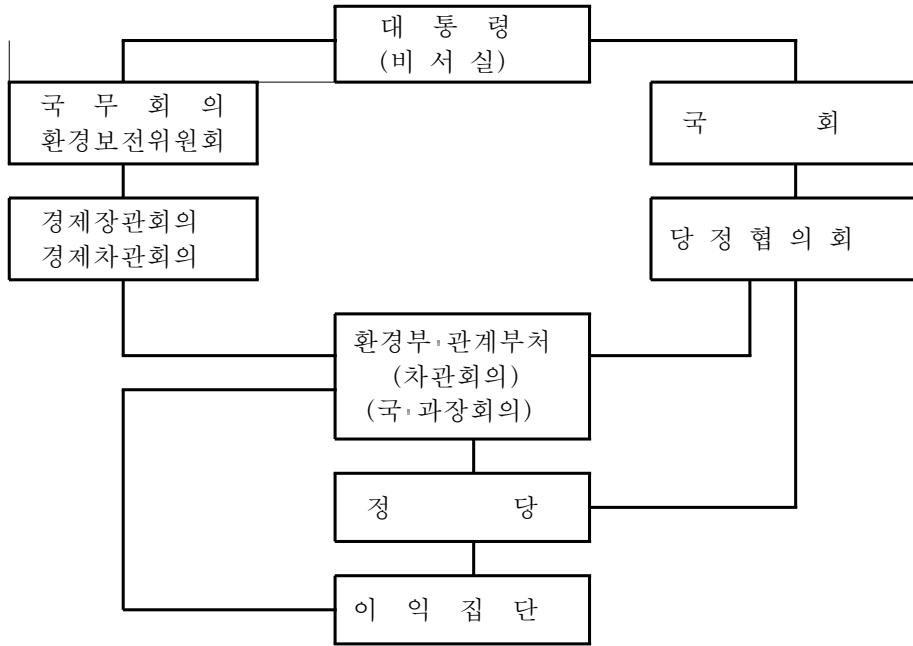 대 통 령
(비 서 실)
국 무 회 의
환경보전위원회
국 회
경제장관회의
경제차관회의
당 정 협 의 회
환경부·관계부처
(차관회의)
(국·과장회의)
정 당
이 익 집 단